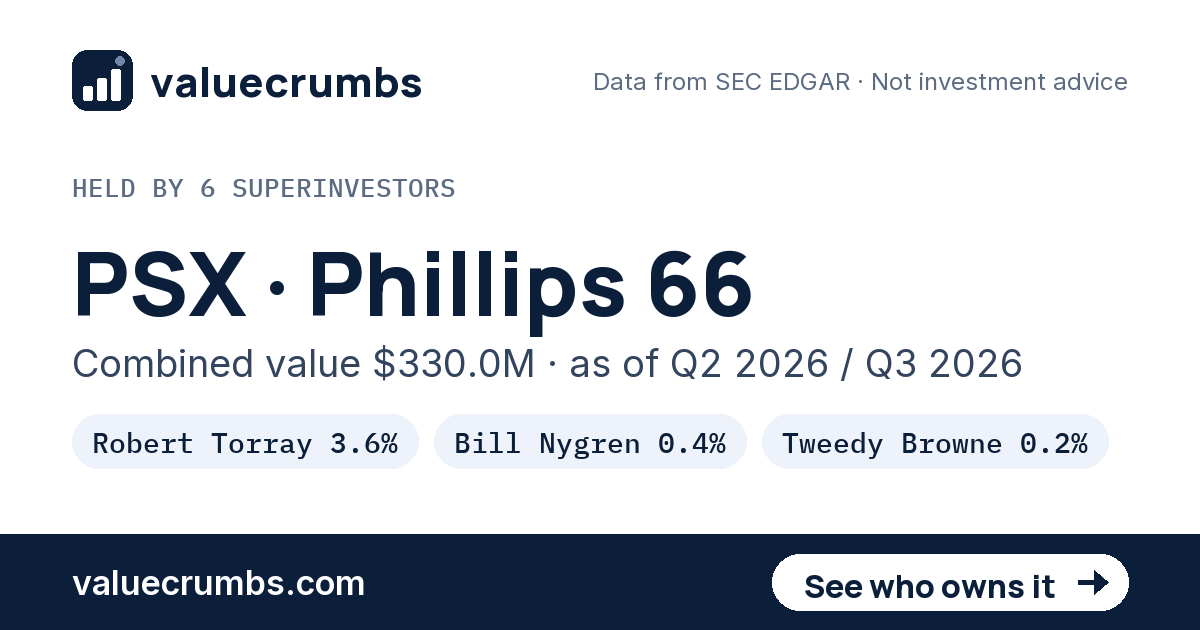 valuecrumbs
Data from SEC EDGAR · Not investment advice
HELD BY 6 SUPERINVESTORS
PSX · Phillips 66
Combined value $330.0M · as of Q2 2026 / Q3 2026
Robert Torray 3.6% Bill Nygren 0.4% Tweedy Browne 0.2%
valuecrumbs.com
See who owns it →